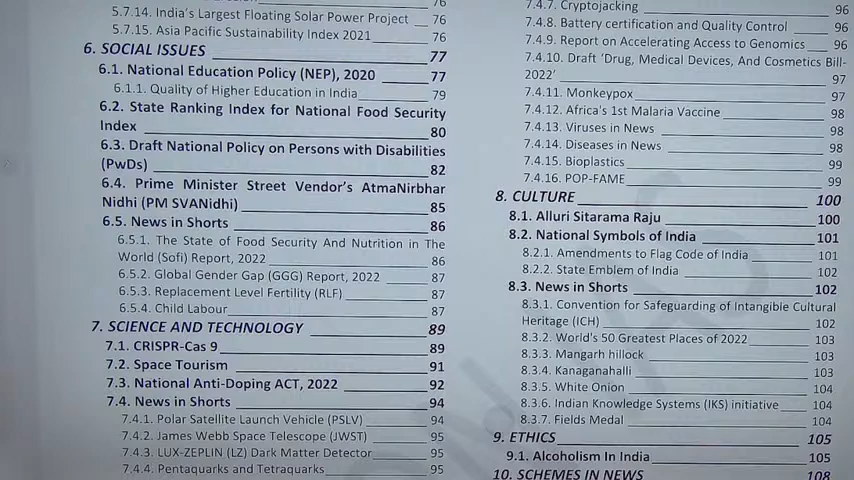 76
5.7.14. India's Largest Floating Solar Power Project 76
5.7.15. Asia Pacific Sustainability Index 2021 76
6. SOCIAL ISSUES 77
6.1. National Education Policy (NEP), 2020 77
6.1.1. Quality of Higher Education in India 79
6.2. State Ranking Index for National Food Security
Index 80
6.3. Draft National Policy on Persons with Disabilities
(PwDs) 82
6.4. Prime Minister Street Vendor's AtmaNirbhar
Nidhi (PM SVANidhi) 85
6.5. News in Shorts 86
6.5.1. The State of Food Security And Nutrition in The
World (Sofi) Report, 2022 86
6.5.2. Global Gender Gap (GGG) Report, 2022 87
6.5.3. Replacement Level Fertility (RLF) 87
6.5.4. Child Labour 87
7. SCIENCE AND TECHNOLOGY 89
7.1. CRISPR-Cas 9 89
7.2. Space Tourism 91
7.3. National Anti-Doping ACT, 2022 92
7.4. News in Shorts 94
7.4.1. Polar Satellite Launch Vehicle (PSLV) 94
7.4.2. James Webb Space Telescope (JWST) 95
7.4.3. LUX-ZEPLIN (LZ) Dark Matter Detector 95
7.4.4. Pentaquarks and Tetraquarks 95
7.4.7. Cryptojacking 96
7.4.8. Battery certification and Quality Control 96
7.4.9. Report on Accelerating Access to Genomics 96
7.4.10. Draft 'Drug, Medical Devices, And Cosmetics Bill-
2022' 97
7.4.11. Monkeypox 97
7.4.12. Africa's 1st Malaria Vaccine 98
7.4.13. Viruses in News 98
7.4.14. Diseases in News 98
7.4.15. Bioplastics 99
7.4.16. POP-FAME 99
8. CULTURE 100
8.1. Alluri Sitarama Raju 100
8.2. National Symbols of India 101
8.2.1. Amendments to Flag Code of India 101
8.2.2. State Emblem of India 102
8.3. News in Shorts 102
8.3.1. Convention for Safeguarding of Intangible Cultural
Heritage (ICH) 102
8.3.2. World's 50 Greatest Places of 2022 103
8.3.3. Mangarh hillock 103
8.3.4. Kanaganahalli 103
8.3.5. White Onion 104
8.3.6. Indian Knowledge Systems (IKS) initiative 104
8.3.7. Fields Medal 104
9. ETHICS 105
9.1. Alcoholism In India 105
10. SCHEMES IN NEWS 108